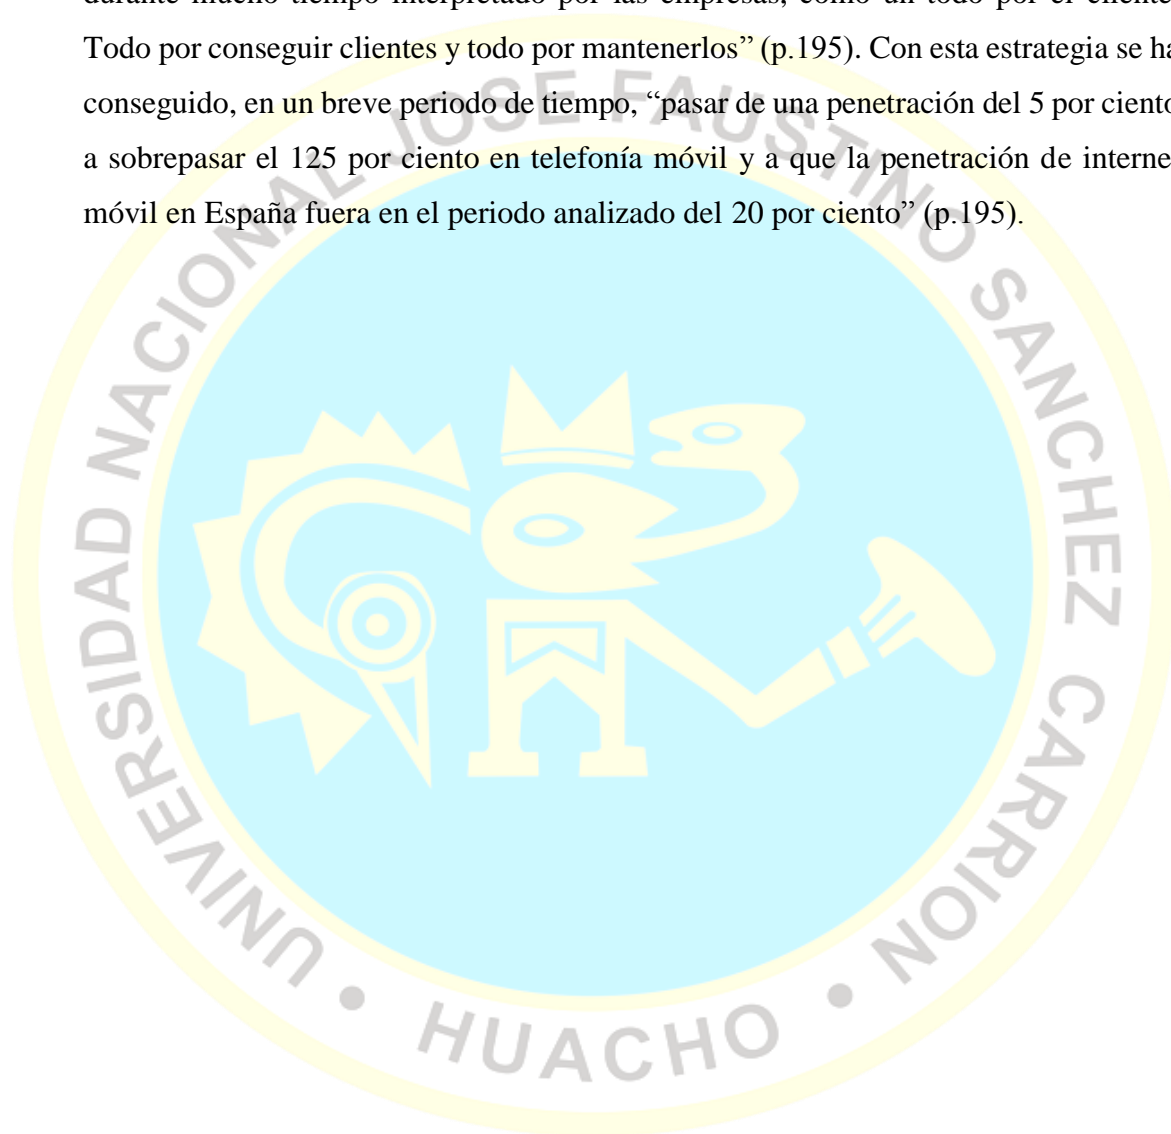 durante mucho tiempo interpretado por las empresas, como un todo por el cliente
Todo por conseguir clientes y todo por mantenerlos” (p.195). Con esta estrategia se ha
conseguido, en un breve periodo de tiempo, “pasar de una penetración del 5 por ciento
a sobrepasar el 125 por ciento en telefonía móvil y a que la penetración de interne
móvil en España fuera en el periodo analizado del 20 por ciento” (p.195).
UNIVERSIDAD NACIONAL JOSE FAUSTINO SANCHEZ CARRION
• HUACHO •